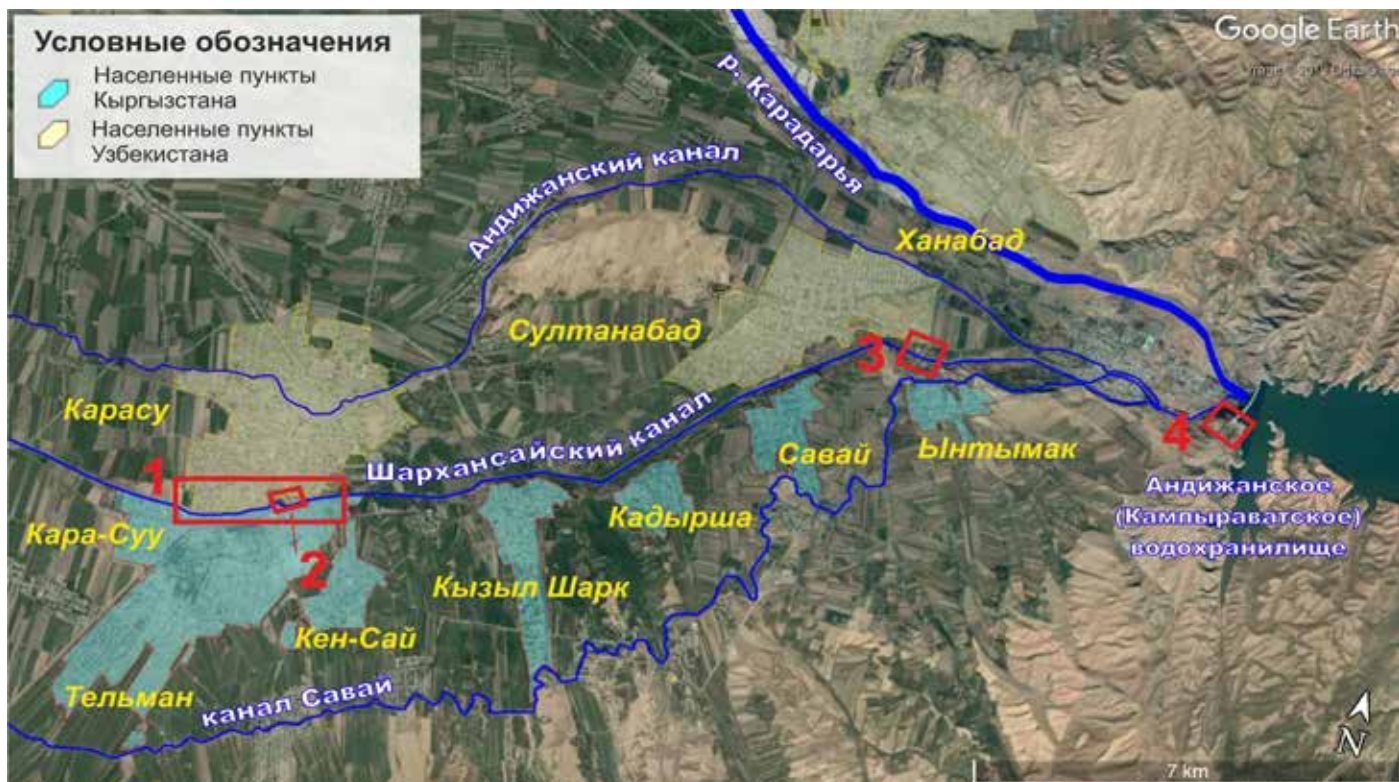 Условные обозначения
Населенные пункты
Кыргызстана
Населенные пункты
Узбекистана
Google Earth
р. Карадарья
Андижанский канал
Ханабад
Султанабад
3
Карасу
Шархансайский канал
4
1
Савай
Ынтымак
Андижанское
(Кампыраватское)
водохранилище
Кара-Суу
Кадырша
2
Кызыл Шарк
Кен-Сай
Тельман
канал Савай
N
7 km